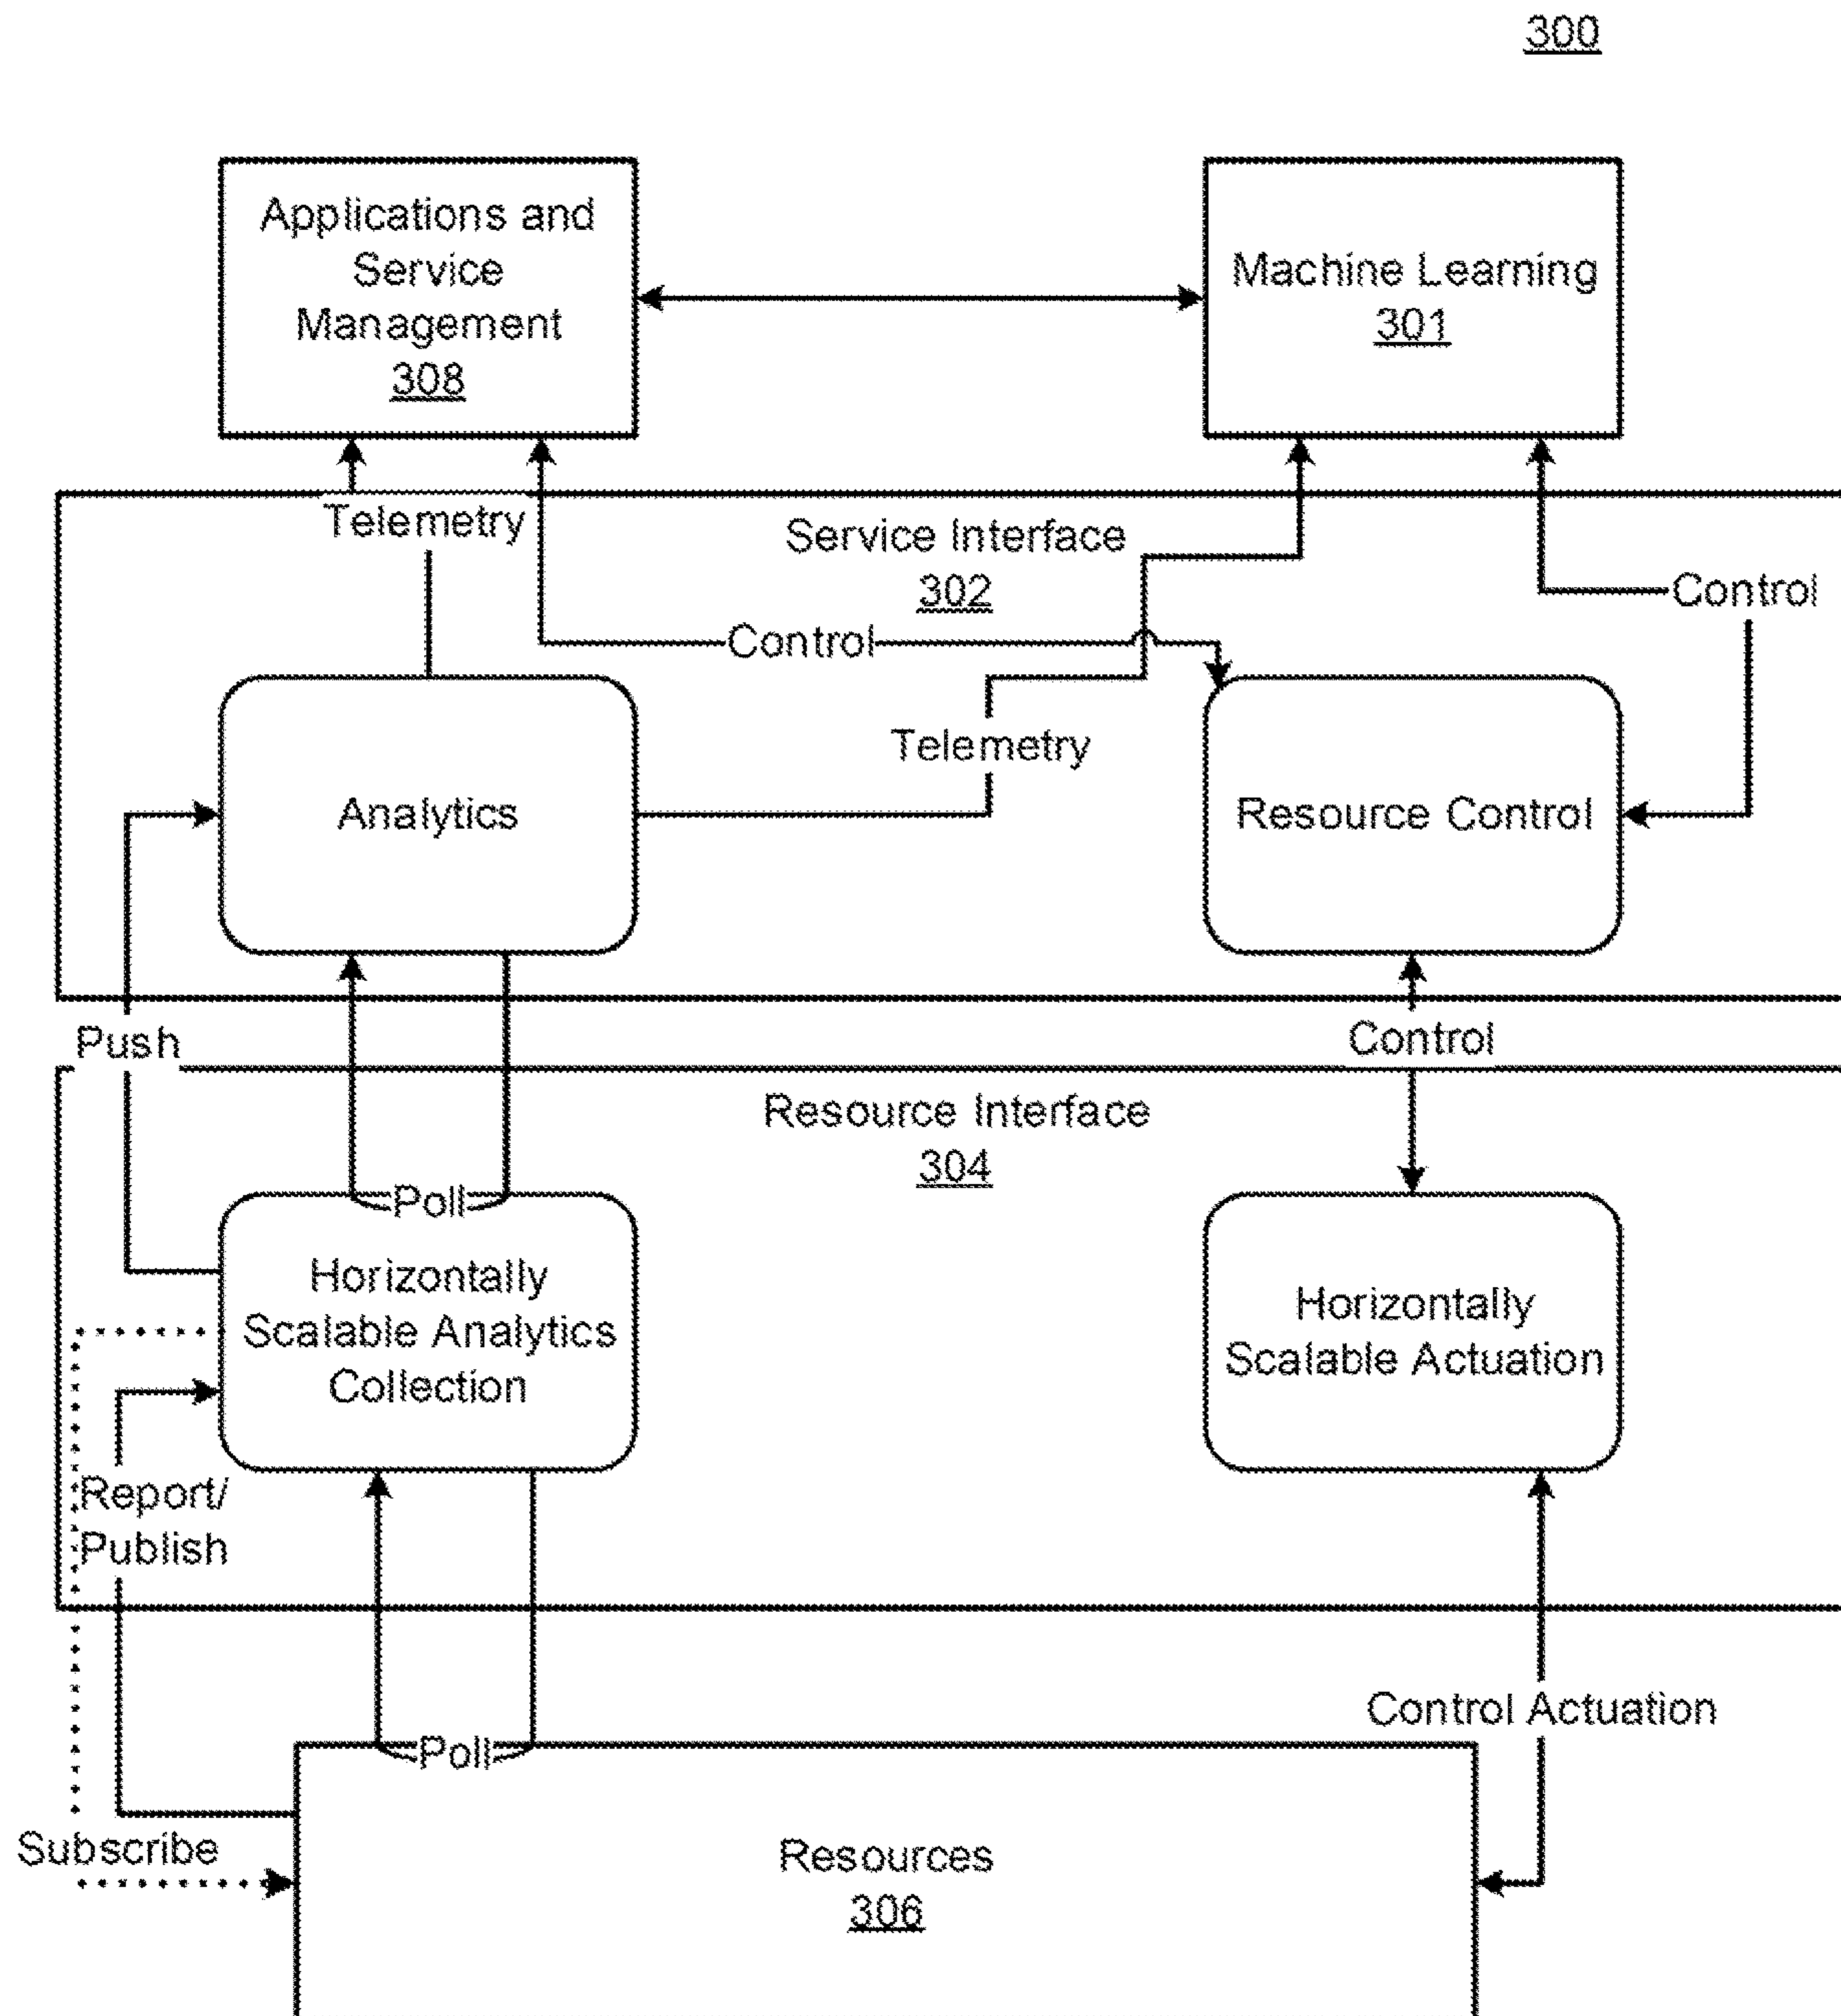 300
Applications and
Service
Management
308
Machine Learning
301
Telemetry
Service Interface
302
Control
Control
Telemetry
Analytics
Resource Control
Push
Control
Resource Interface
304
Poll
Horizontally
Scalable Analytics
Collection
Horizontally
Scalable Actuation
Report/
Publish
Control Actuation
Poll
Subscribe
Resources
306